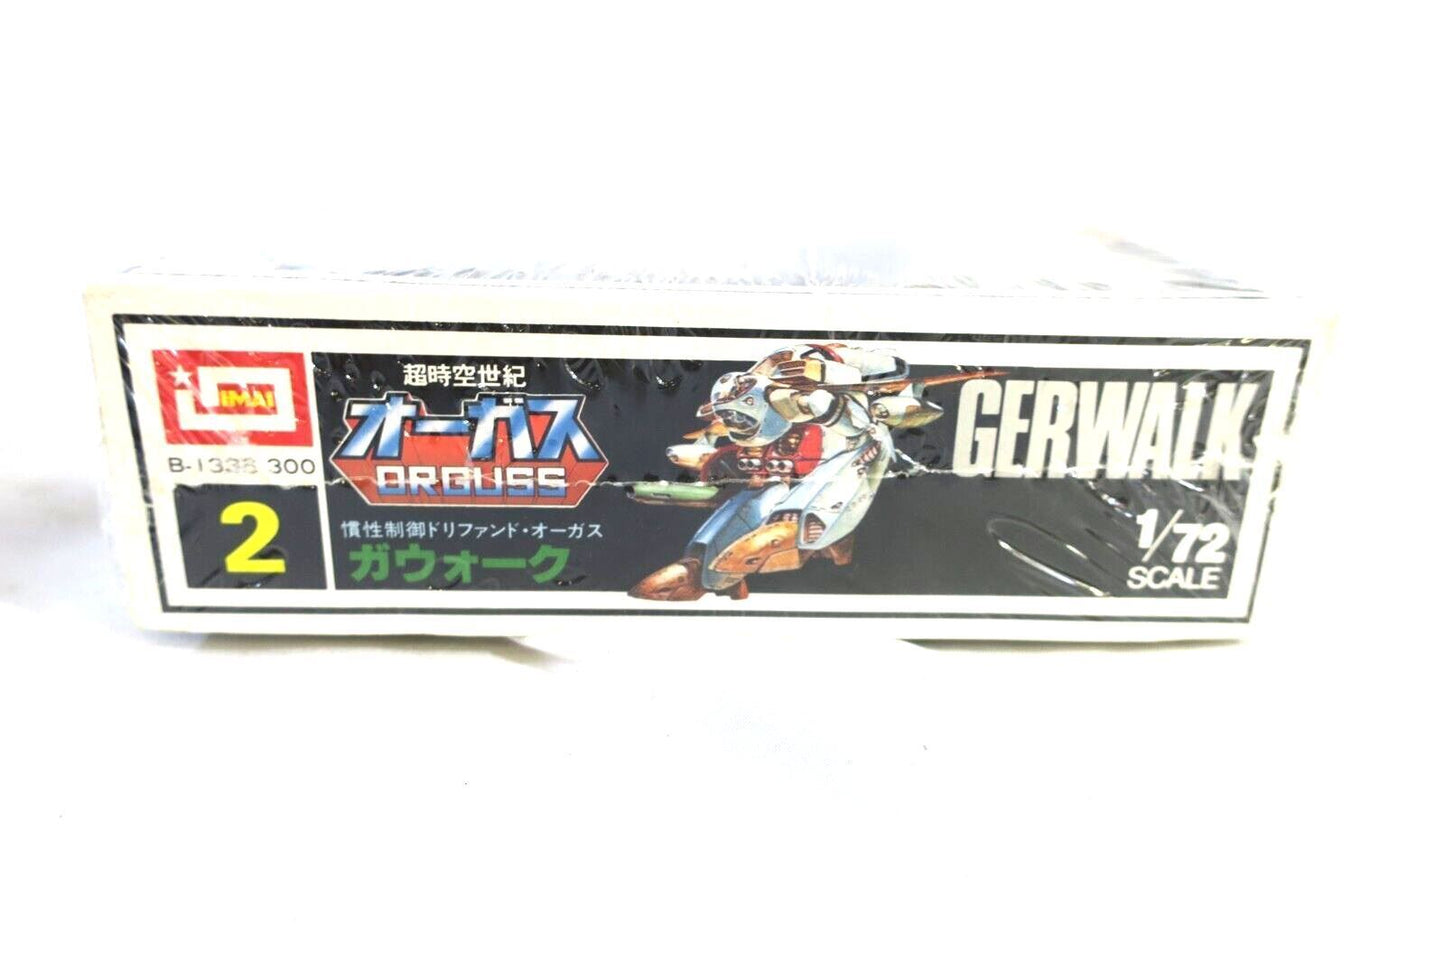 IMAI
B-1338 300
2
超時空世紀
オーガス
ORGUSS
慣性制御ドリファンド・オーガス
ガウォーク
GERWALK
1/72
SCALE